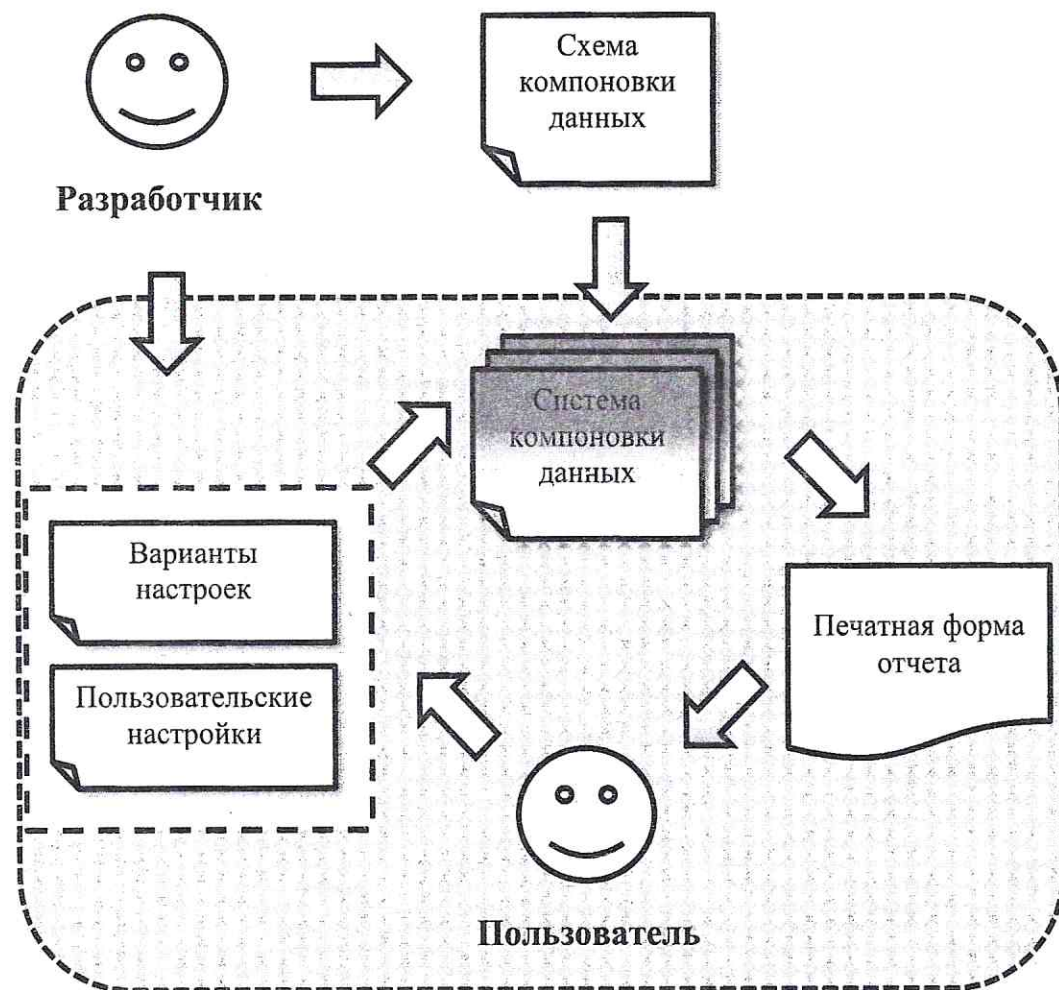 Схема
компоновки
данных
Разработчик
Система
компоновки
данных
Варианты
настроек
Печатная форма
отчета
Пользовательские
настройки
Пользователь